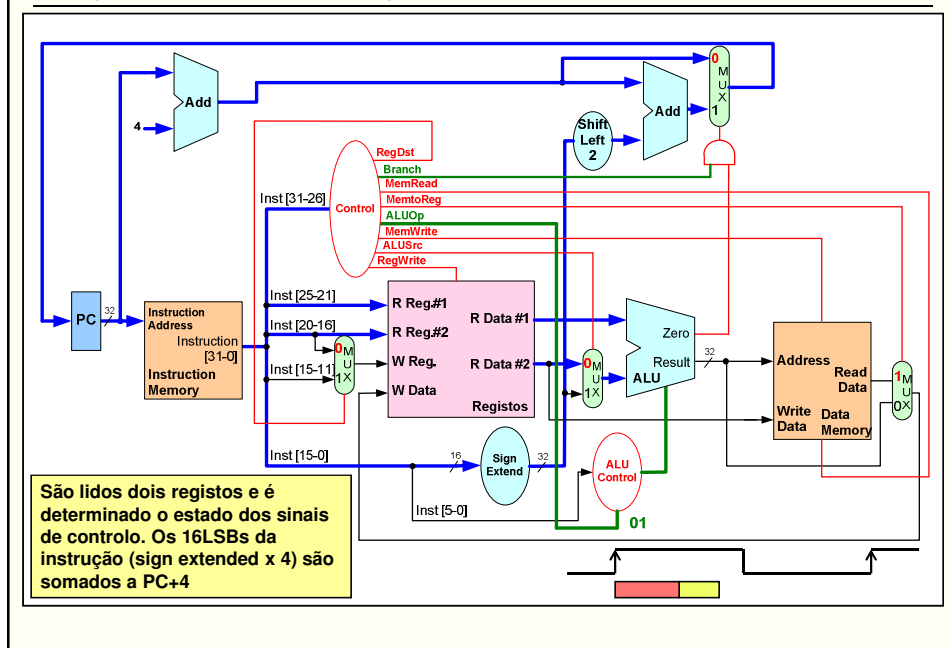 0
M
U
X
1
Add
Add
4
Shift
Left
2
RegDst
Branch
MemRead
MemtoReg
ALUOp
MemWrite
ALUSrc
RegWrite
Control
Inst [31-26]
PC
32
Instruction
Address
Instruction
[31-0]
Instruction
Memory
Inst [25-21]
Inst [20-16]
Inst [15-11]
0
M
U
1X
R Reg.#1
R Reg.#2
W Reg.
W Data
R Data #1
R Data #2
Registos
0
M
U
1X
Zero
Result
ALU
32
Address
Read
Data
Write
Data
Data
Memory
1
M
U
0X
Inst [15-0]
16
Sign
Extend
32
ALU
Control
Inst [5-0]
01
São lidos dois registos e é
determinado o estado dos sinais
de controlo. Os 16LSBs da
instrução (sign extended x 4) são
somados a PC+4